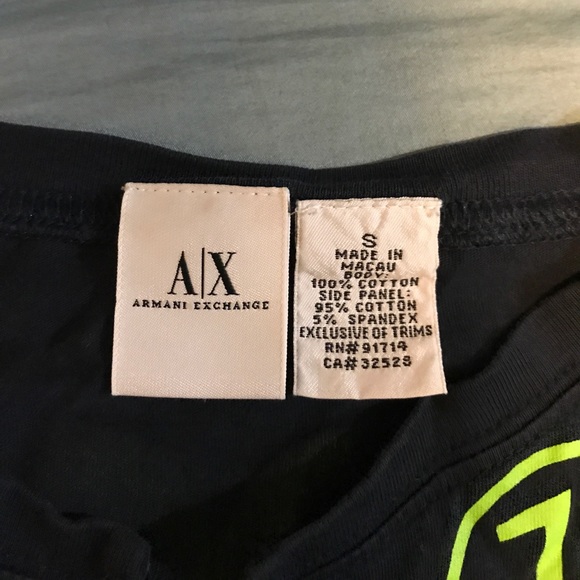 A|X
ARMANI EXCHANGE
S
MADE IN
MACAU
BODY:
100% COTTON
SIDE PANEL:
95% COTTON
5% SPANDEX
EXCLUSIVE OF TRIMS
RN# 91714
CA# 32528